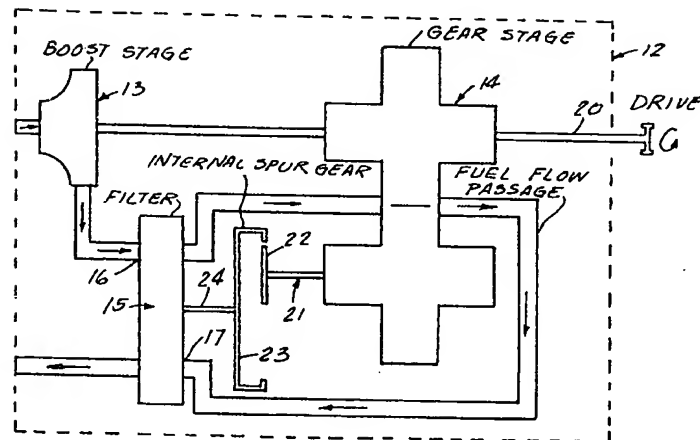 GEAR STAGE
12
BOOST STAGE
13
14
20
DRIVE
INTERNAL SPUR GEAR
FUEL FLOW
PASSAGE
FILTER
22
16
24
21
15
17
23